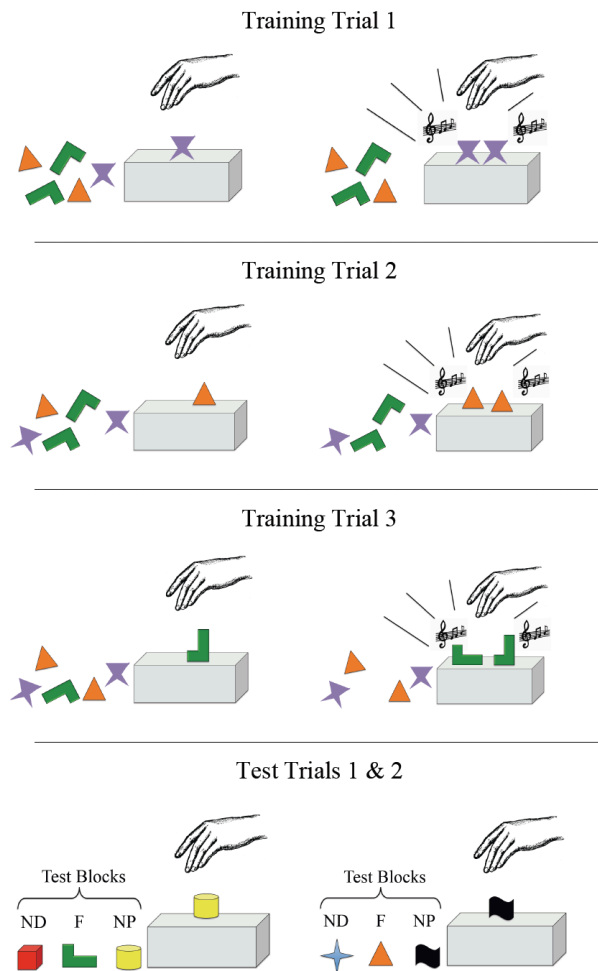 Training Trial 1
Training Trial 2
Training Trial 3
Test Trials 1 & 2
Test Blocks
ND F NP
Test Blocks
ND F NP